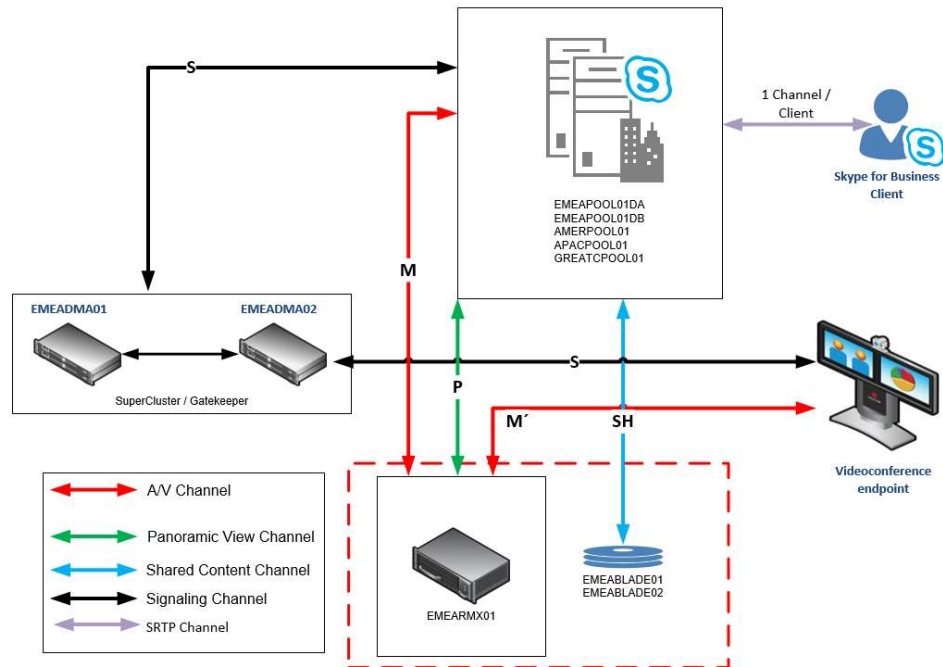 S
S
1 Channel /
Client
S
Skype for Business
Client
EMEAPOOL01DA
EMEAPOOL01DB
AMERPOOL01
APACPOOL01
GREATCPOOL01
M
EMEADMA01
EMEADMA02
SuperCluster / Gatekeeper
S
P
M´
SH
Videoconference
endpoint
A/V Channel
Panoramic View Channel
Shared Content Channel
Signaling Channel
SRTP Channel
EMEARMX01
EMEABLADE01
EMEABLADE02